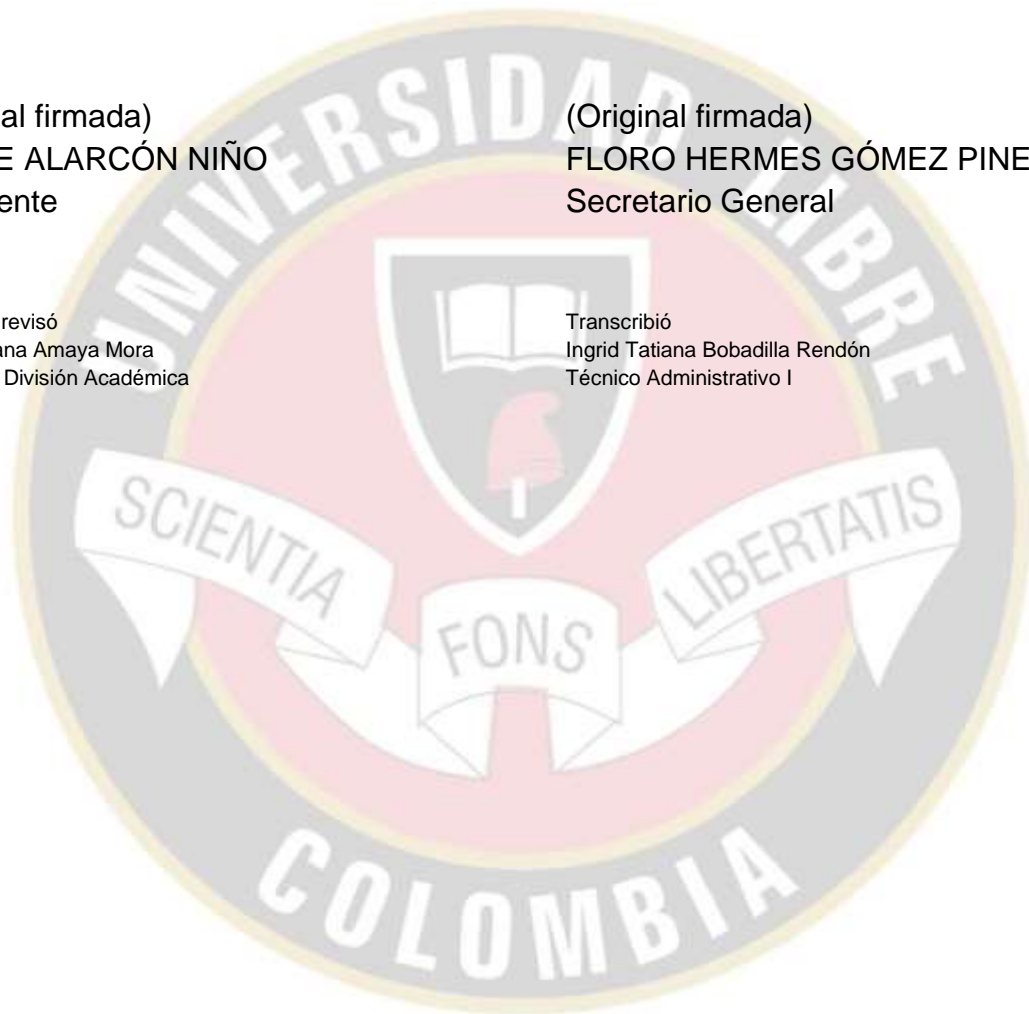 al firmada)
E ALARCÓN NIÑO
ente
(Original firmada)
FLORO HERMES GÓMEZ PINE
Secretario General
revisó
ana Amaya Mora
División Académica
Transcribió
Ingrid Tatiana Bobadilla Rendón
Técnico Administrativo I
UNIVERSIDAD LIBRE
SCIENTIA
FONS
LIBERTATIS
COLOMBIA